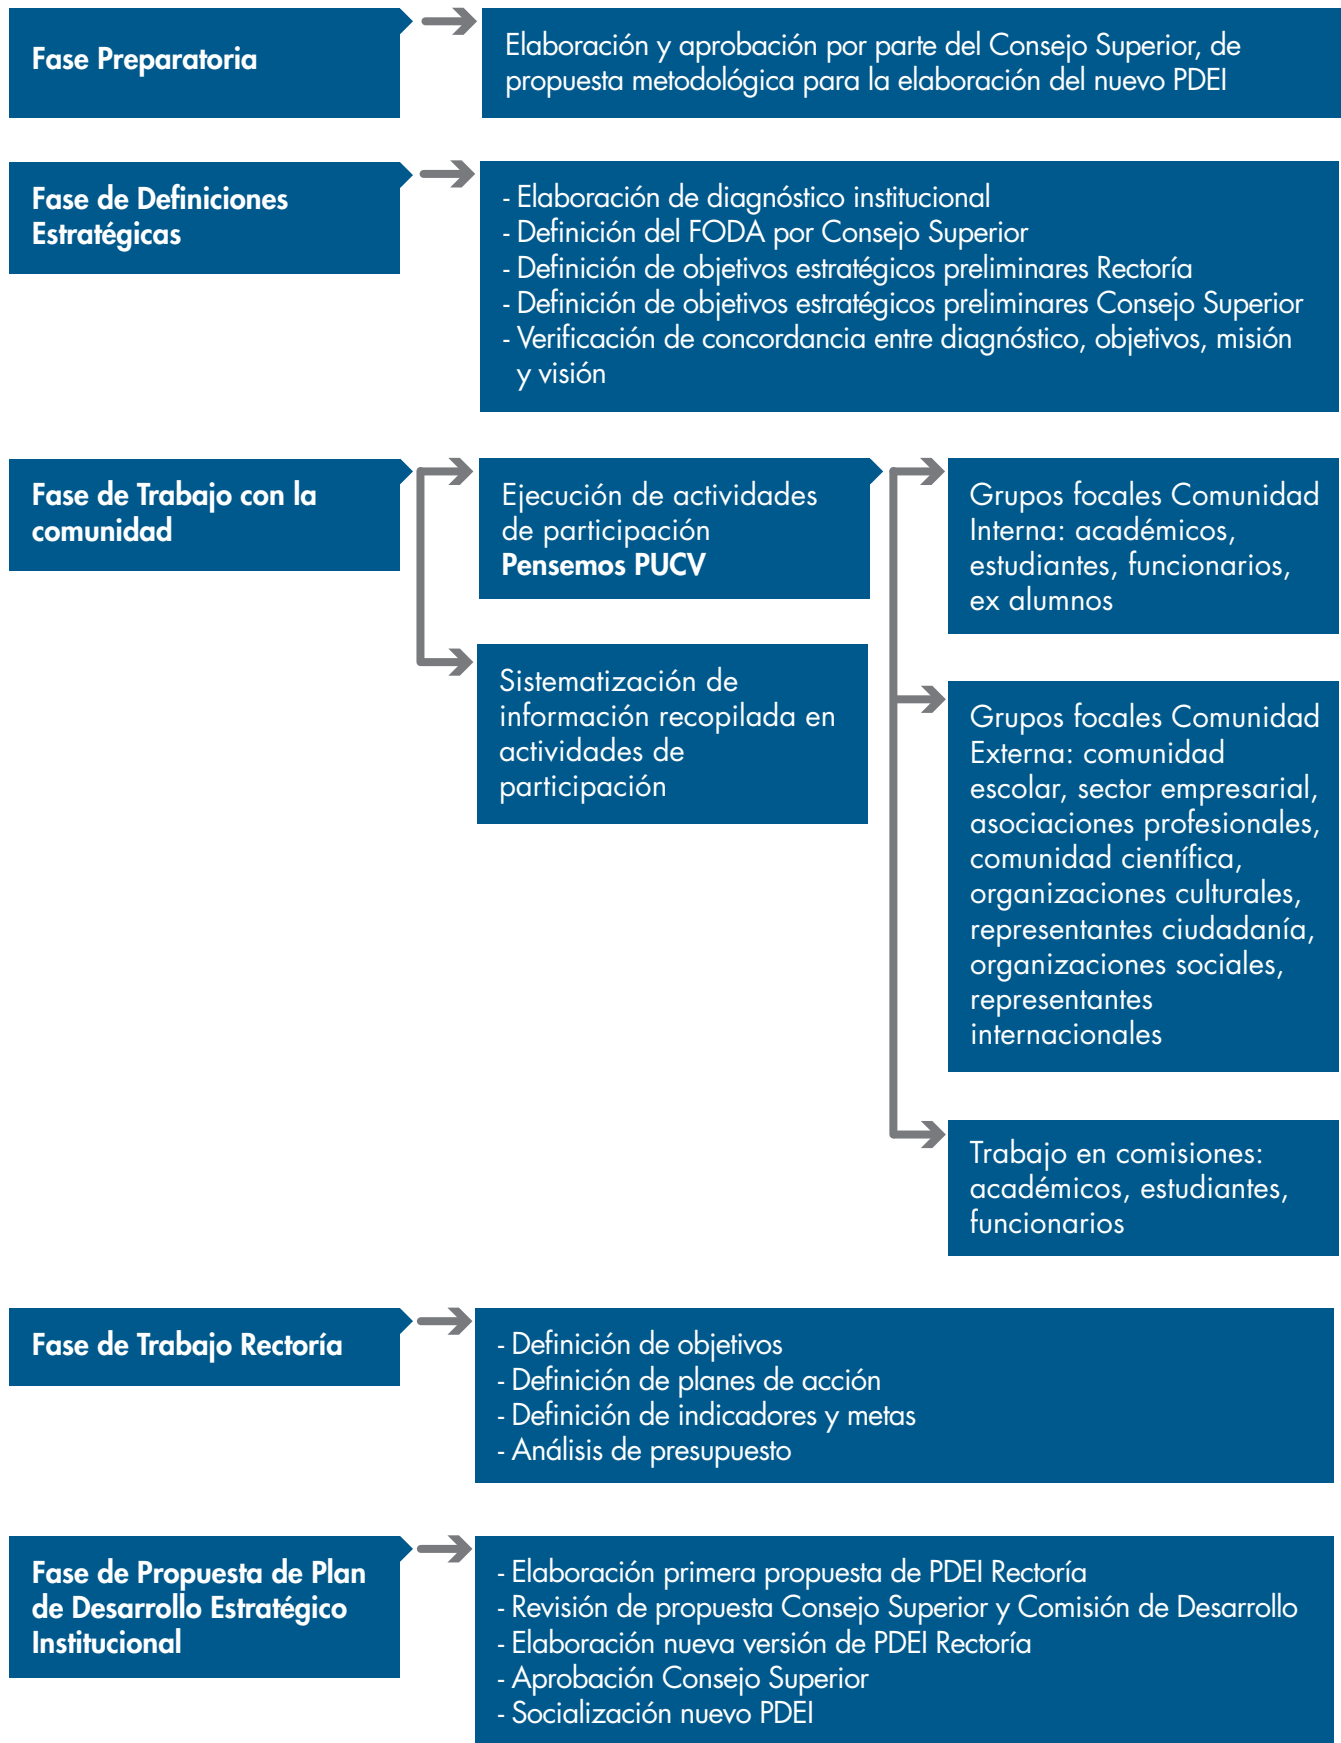 Fase Preparatoria
Elaboración y aprobación por parte del Consejo Superior, de
propuesta metodológica para la elaboración del nuevo PDEI
Fase de Definiciones
Estratégicas
- Elaboración de diagnóstico institucional
- Definición del FODA por Consejo Superior
- Definición de objetivos estratégicos preliminares Rectoría
- Definición de objetivos estratégicos preliminares Consejo Superior
- Verificación de concordancia entre diagnóstico, objetivos, misión
y visión
Fase de Trabajo con la
comunidad
Ejecución de actividades
de participación
Pensemos PUCV
Sistematización de
información recopilada en
actividades de
participación
Grupos focales Comunidad
Interna: académicos,
estudiantes, funcionarios,
ex alumnos
Grupos focales Comunidad
Externa: comunidad
escolar, sector empresarial,
asociaciones profesionales,
comunidad científica,
organizaciones culturales,
representantes ciudadanía,
organizaciones sociales,
representantes
internacionales
Trabajo en comisiones:
académicos, estudiantes,
funcionarios
Fase de Trabajo Rectoría
- Definición de objetivos
- Definición de planes de acción
- Definición de indicadores y metas
- Análisis de presupuesto
Fase de Propuesta de Plan
de Desarrollo Estratégico
Institucional
- Elaboración primera propuesta de PDEI Rectoría
- Revisión de propuesta Consejo Superior y Comisión de Desarrollo
- Elaboración nueva versión de PDEI Rectoría
- Aprobación Consejo Superior
- Socialización nuevo PDEI